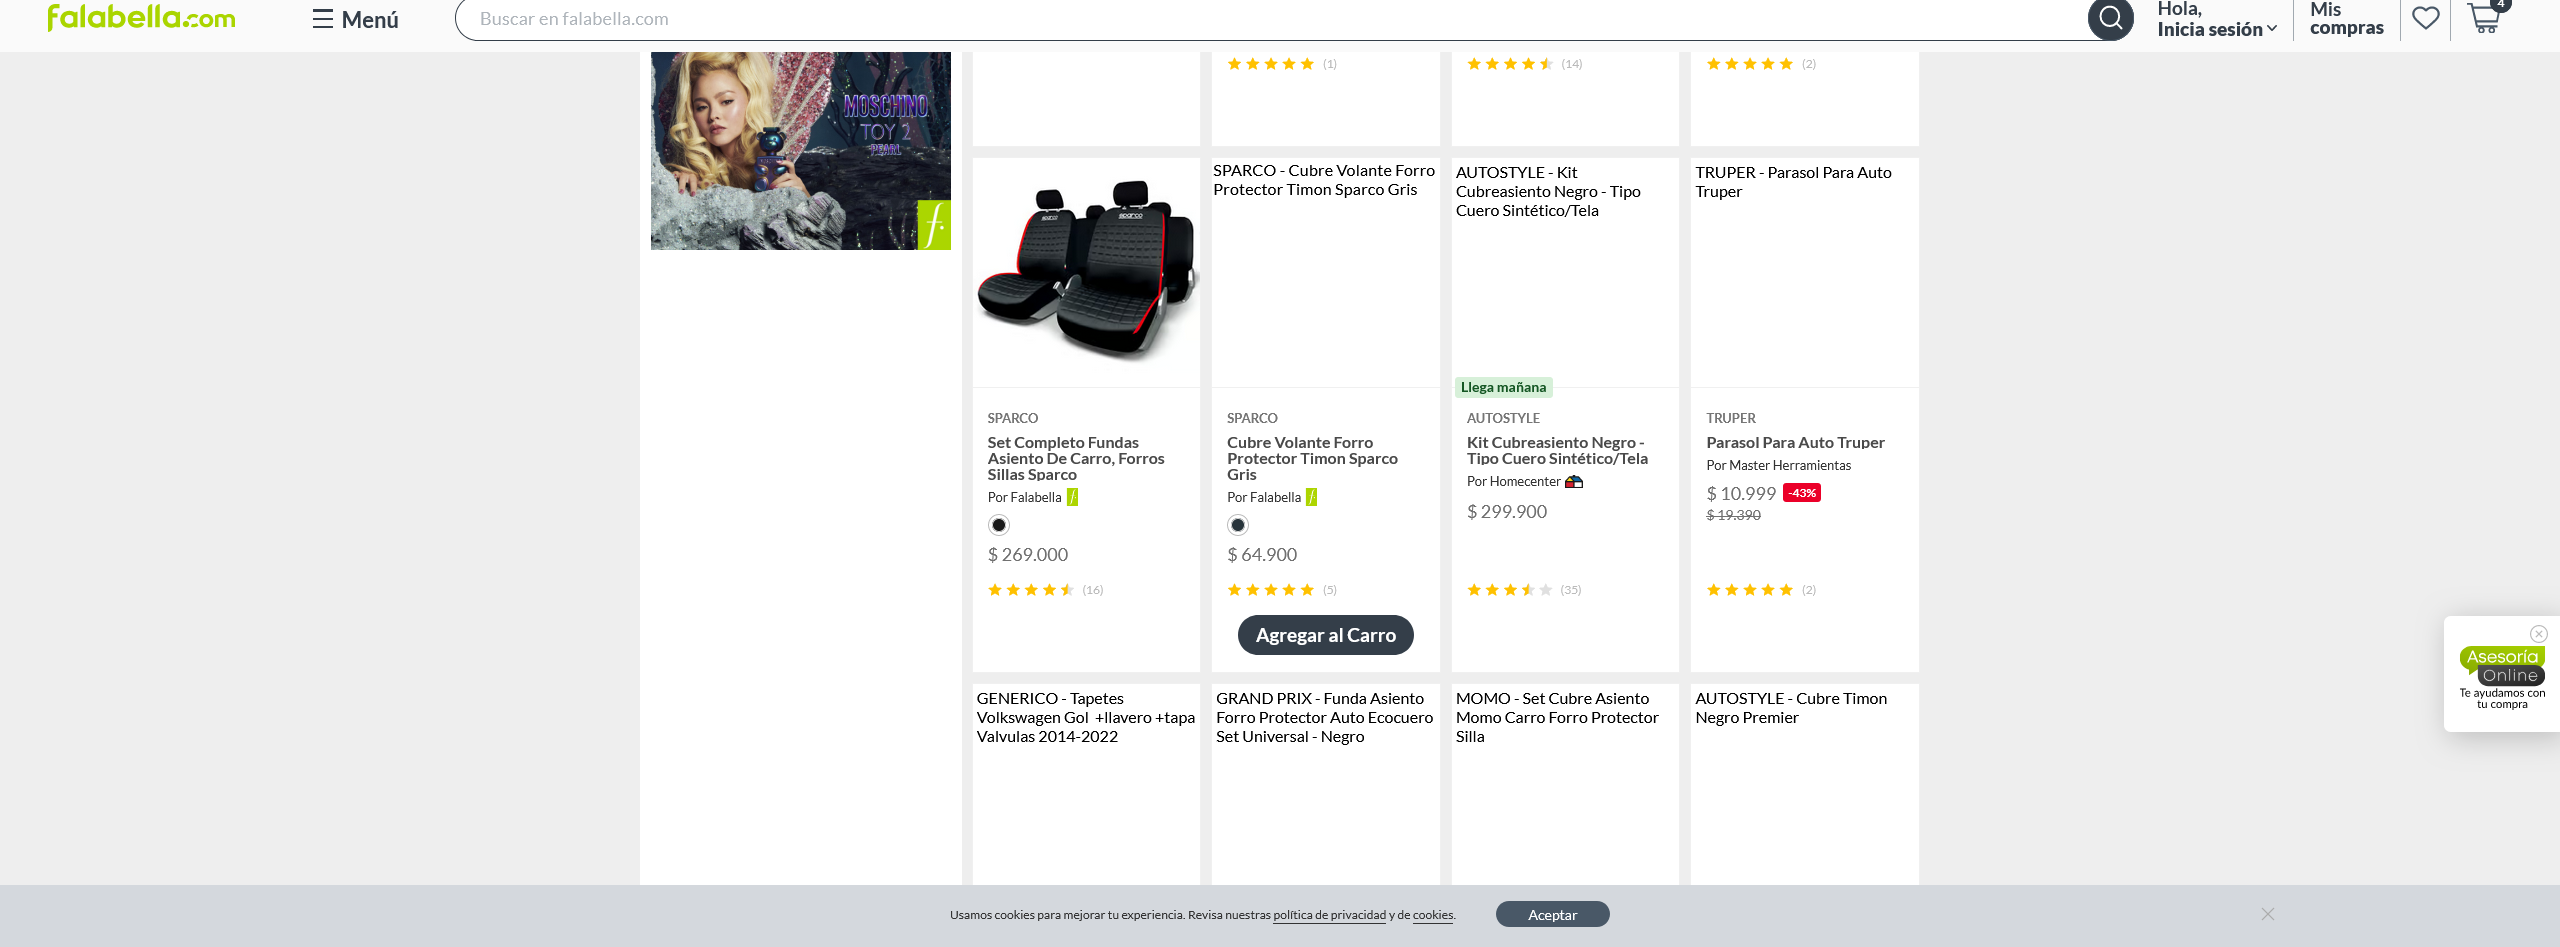 falabella.com
Menú
Buscar en falabella.com
Hola,
Inicia sesión
Mis
compras
4
MOSCHINO
TOY 2
PEARL
f.
(1)
(14)
(2)
sparco
sparco
SPARCO - Cubre Volante Forro
Protector Timon Sparco Gris
AUTOSTYLE - Kit
Cubreasiento Negro - Tipo
Cuero Sintético/Tela
TRUPER - Parasol Para Auto
Truper
SPARCO
Set Completo Fundas
Asiento De Carro, Forros
Sillas Sparco
Por Falabella
$ 269.000
(16)
SPARCO
Cubre Volante Forro
Protector Timon Sparco
Gris
Por Falabella
$ 64.900
(5)
Agregar al Carro
Llega mañana
AUTOSTYLE
Kit Cubreasiento Negro -
Tipo Cuero Sintético/Tela
Por Homecenter
$ 299.900
(35)
TRUPER
Parasol Para Auto Truper
Por Master Herramientas
$ 10.999 -43%
$ 19.390
(2)
GENERICO - Tapetes
Volkswagen Gol +llavero +tapa
Valvulas 2014-2022
GRAND PRIX - Funda Asiento
Forro Protector Auto Ecocuero
Set Universal - Negro
MOMO - Set Cubre Asiento
Momo Carro Forro Protector
Silla
AUTOSTYLE - Cubre Timon
Negro Premier
Asesoría
Online
Te ayudamos con
tu compra
Usamos cookies para mejorar tu experiencia. Revisa nuestras política de privacidad y de cookies.
Aceptar